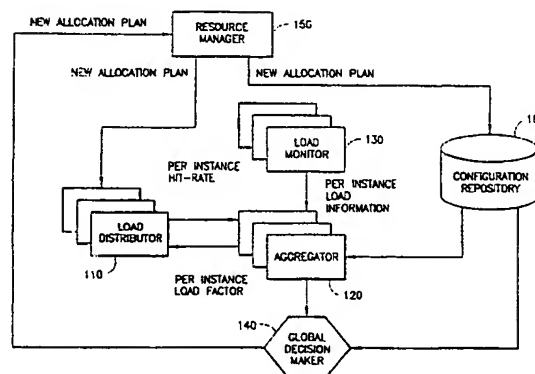 NEW ALLOCATION PLAN
RESOURCE
MANAGER
NEW ALLOCATION PLAN
NEW ALLOCATION PLAN
LOAD
MONITOR
130
PER INSTANCE
HIT-RATE
PER INSTANCE
LOAD
INFORMATION
CONFIGURATION
REPOSITORY
LOAD
DISTRIBUTOR
110
AGGREGATOR
120
PER INSTANCE
LOAD FACTOR
140
GLOBAL
DECISION
MAKER